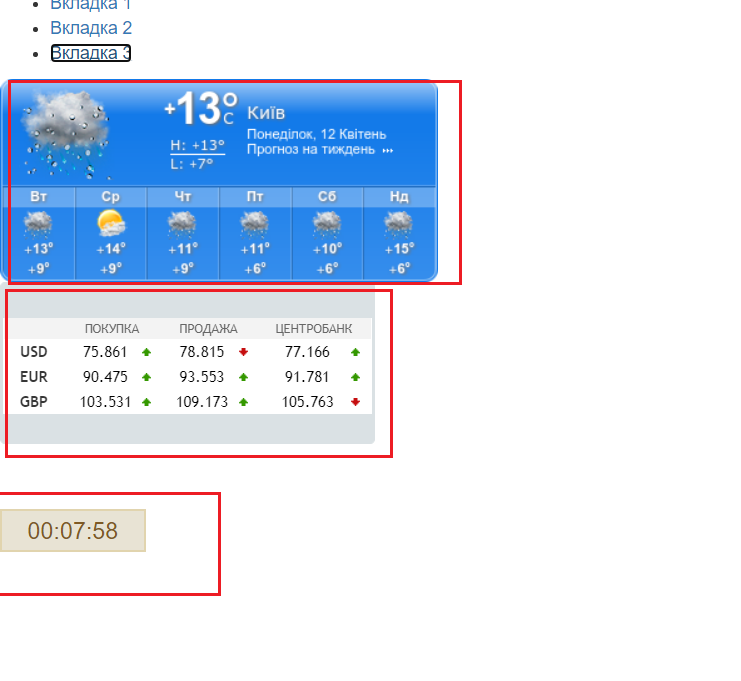 Вкладка 1
Вкладка 2
Вкладка 3
+13°C
Київ
Понеділок, 12 Квітень
H: +13°
L: +7°
Прогноз на тиждень
Вт Ср Чт Пт Сб Нд
+13° +14° +11° +11° +10° +15°
+9° +9° +9° +6° +6° +6°
ПОКУПКА ПРОДАЖА ЦЕНТРОБАНК
USD 75.861 78.815 77.166
EUR 90.475 93.553 91.781
GBP 103.531 109.173 105.763
00:07:58